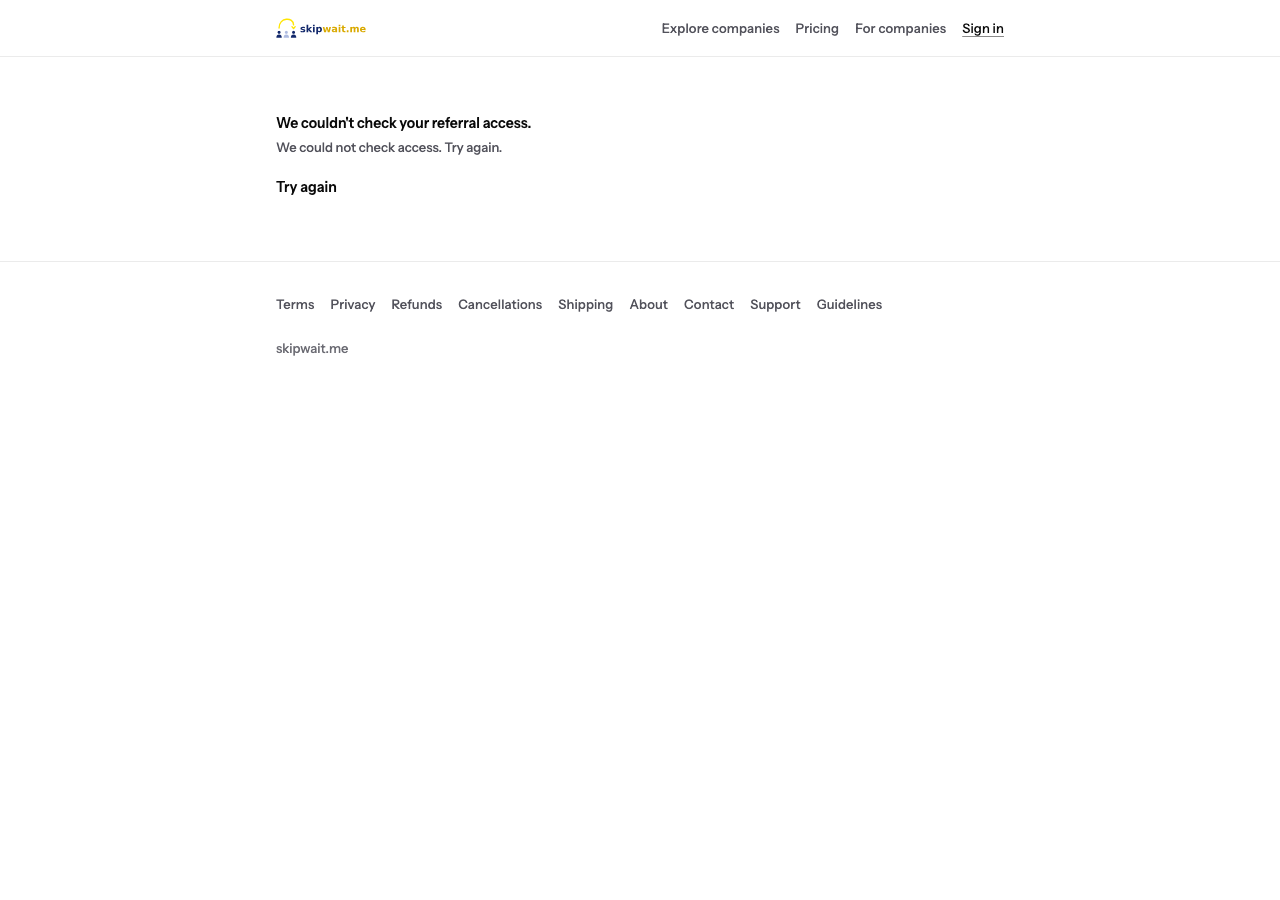 skipwait.me
Explore companies Pricing For companies Sign in
We couldn't check your referral access.
We could not check access. Try again.
Try again
Terms Privacy Refunds Cancellations Shipping About Contact Support Guidelines
skipwait.me